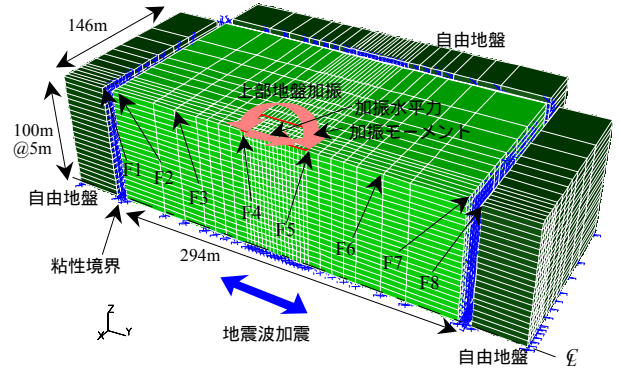 146m
自由地盤
上部地盤加振
加振水平力
加振モーメント
100m
@5m
F1
F2
F3
F4
F5
F6
F7
F8
自由地盤
粘性境界
294m
地震波加震
Z
X
Y
自由地盤
℄